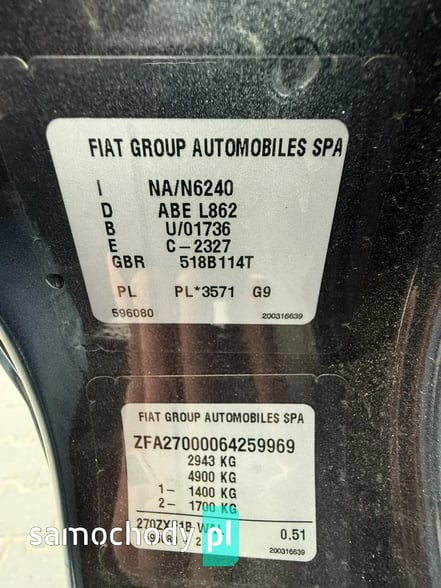 FIAT GROUP AUTOMOBILES SPA
I NA/N6240
D ABE L862
B U/01736
E C-2327
GBR 518B114T
PL PL*3571 G9
596080 200316639
FIAT GROUP AUTOMOBILES SPA
ZFA27000064259969
2943 KG
4900 KG
1- 1400 KG
2- 1700 KG
0.51
200316639
samochody pl